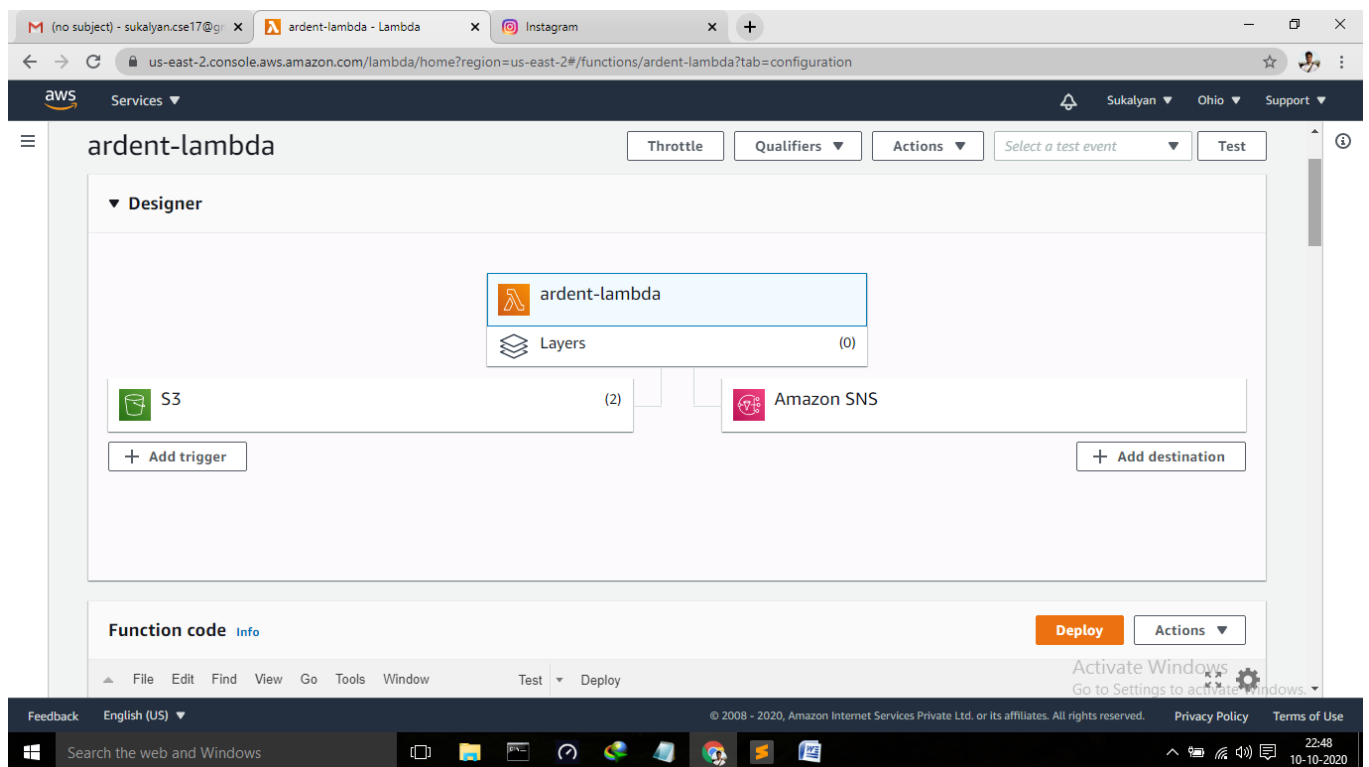 (no subject) - sukalyan.cse17@gr
ardent-lambda - Lambda
Instagram
us-east-2.console.aws.amazon.com/lambda/home?region=us-east-2#/functions/ardent-lambda?tab=configuration
aws
Services ▼
Sukalyan ▼
Ohio ▼
Support ▼
ardent-lambda
Throttle
Qualifiers ▼
Actions ▼
Select a test event ▼
Test
▼ Designer
ardent-lambda
Layers (0)
S3 (2)
Amazon SNS
+ Add trigger
+ Add destination
Function code Info
Deploy
Actions ▼
File Edit Find View Go Tools Window Test Deploy
Activate Windows
Go to Settings to activate Windows.
Feedback English (US) ▼ © 2008 - 2020, Amazon Internet Services Private Ltd. or its affiliates. All rights reserved. Privacy Policy Terms of Use
Search the web and Windows
22:48
10-10-2020